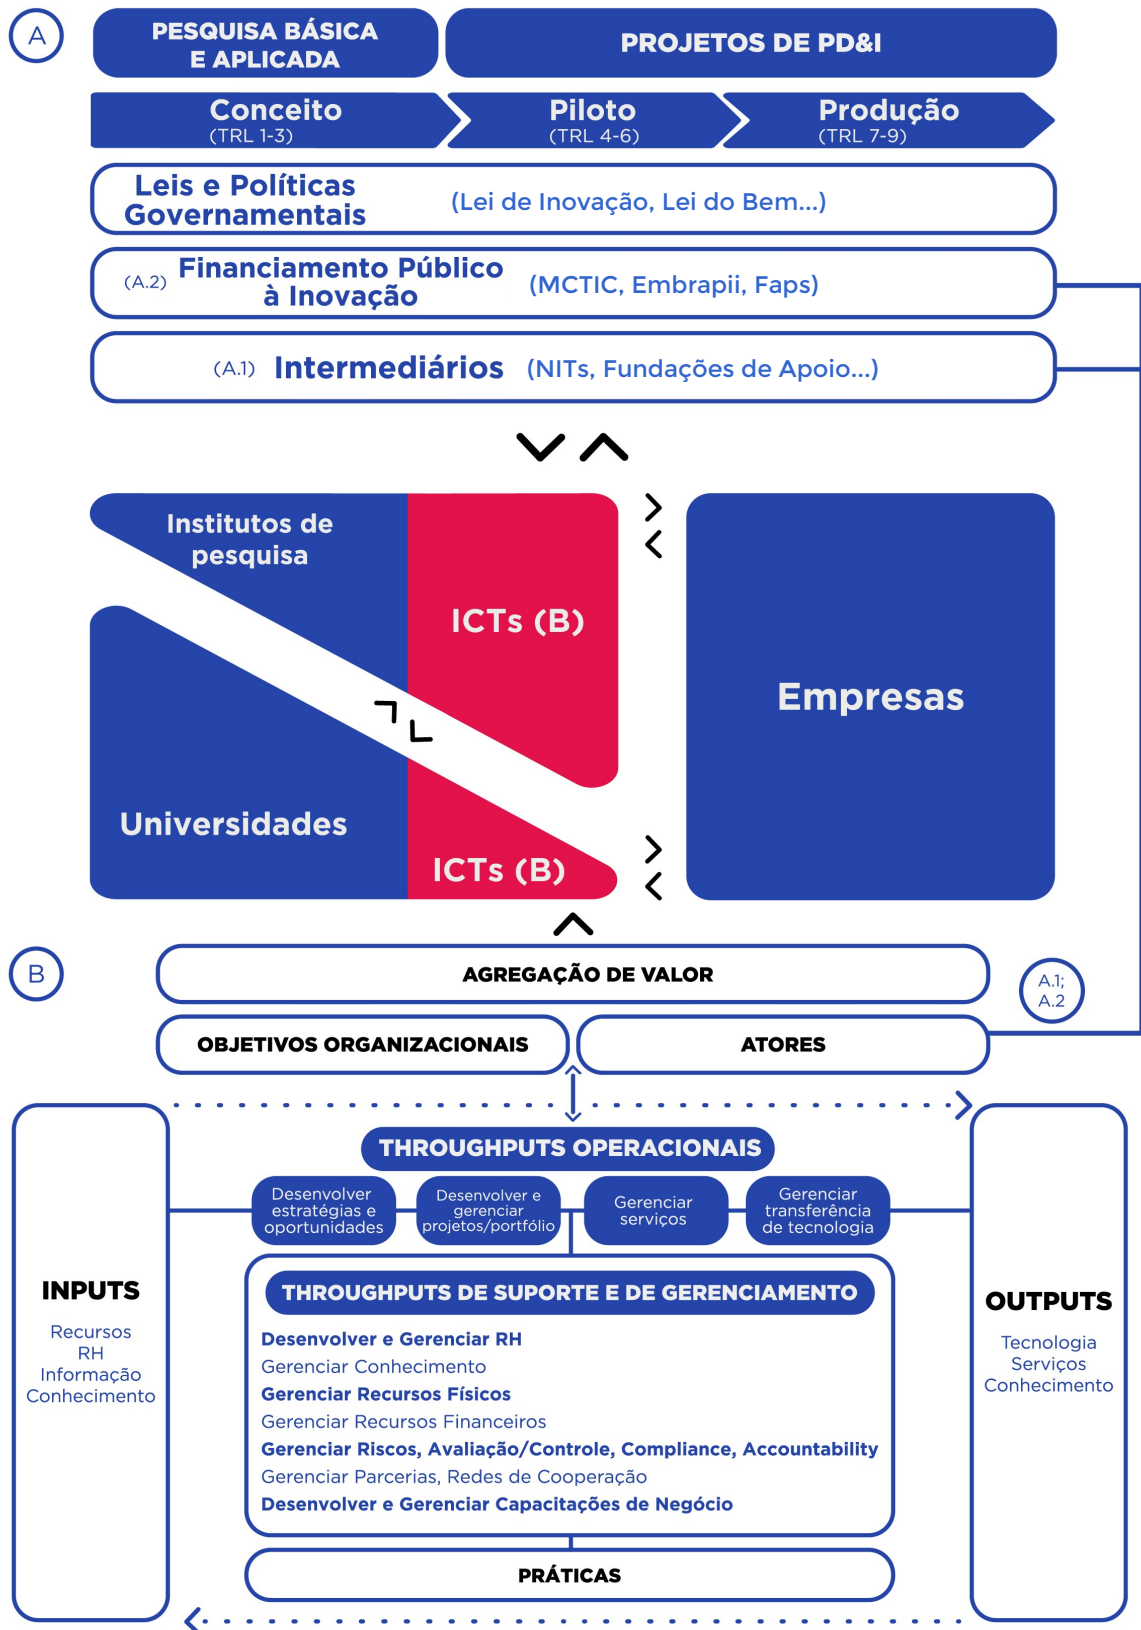 A
PESQUISA BÁSICA
E APLICADA
PROJETOS DE PD&I
Conceito
(TRL 1-3)
Piloto
(TRL 4-6)
Produção
(TRL 7-9)
Leis e Políticas
Governamentais
(Lei de Inovação, Lei do Bem...)
(A.2)
Financiamento Público
à Inovação
(MCTIC, Embrapii, Faps)
(A.1)
Intermediários
(NITs, Fundações de Apoio...)
Institutos de
pesquisa
ICTs (B)
Empresas
Universidades
ICTs (B)
B
AGREGAÇÃO DE VALOR
A.1;
A.2
OBJETIVOS ORGANIZACIONAIS
ATORES
THROUGHPUTS OPERACIONAIS
Desenvolver
estratégias e
oportunidades
Desenvolver e
gerenciar
projetos/portfólio
Gerenciar
serviços
Gerenciar
transferência
de tecnologia
INPUTS
Recursos
RH
Informação
Conhecimento
THROUGHPUTS DE SUPORTE E DE GERENCIAMENTO
Desenvolver e Gerenciar RH
Gerenciar Conhecimento
Gerenciar Recursos Físicos
Gerenciar Recursos Financeiros
Gerenciar Riscos, Avaliação/Controle, Compliance, Accountability
Gerenciar Parcerias, Redes de Cooperação
Desenvolver e Gerenciar Capacitações de Negócio
OUTPUTS
Tecnologia
Serviços
Conhecimento
PRÁTICAS